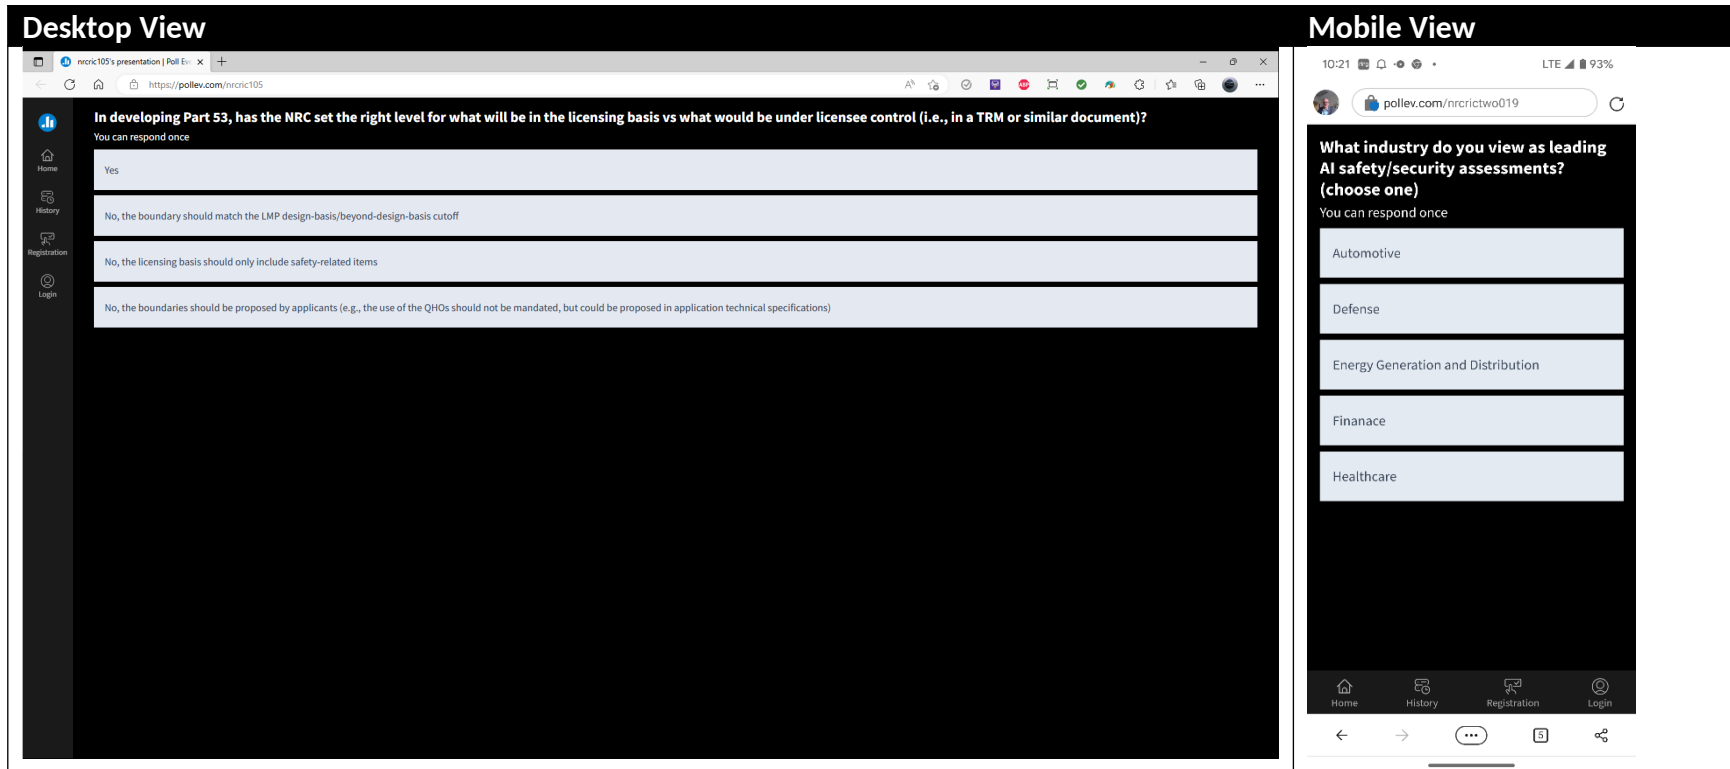 Desktop View
Mobile View
nrcric105's presentation | Poll Ev
https://pollev.com/nrcric105
In developing Part 53, has the NRC set the right level for what will be in the licensing basis vs what would be under licensee control (i.e., in a TRM or similar document)?
You can respond once
Home
History
Registration
Login
Yes
No, the boundary should match the LMP design-basis/beyond-design-basis cutoff
No, the licensing basis should only include safety-related items
No, the boundaries should be proposed by applicants (e.g., the use of the QHOs should not be mandated, but could be proposed in application technical specifications)
10:21
LTE 93%
pollev.com/nrcrictwo019
What industry do you view as leading
AI safety/security assessments?
(choose one)
You can respond once
Automotive
Defense
Energy Generation and Distribution
Finanace
Healthcare
Home
History
Registration
Login
5